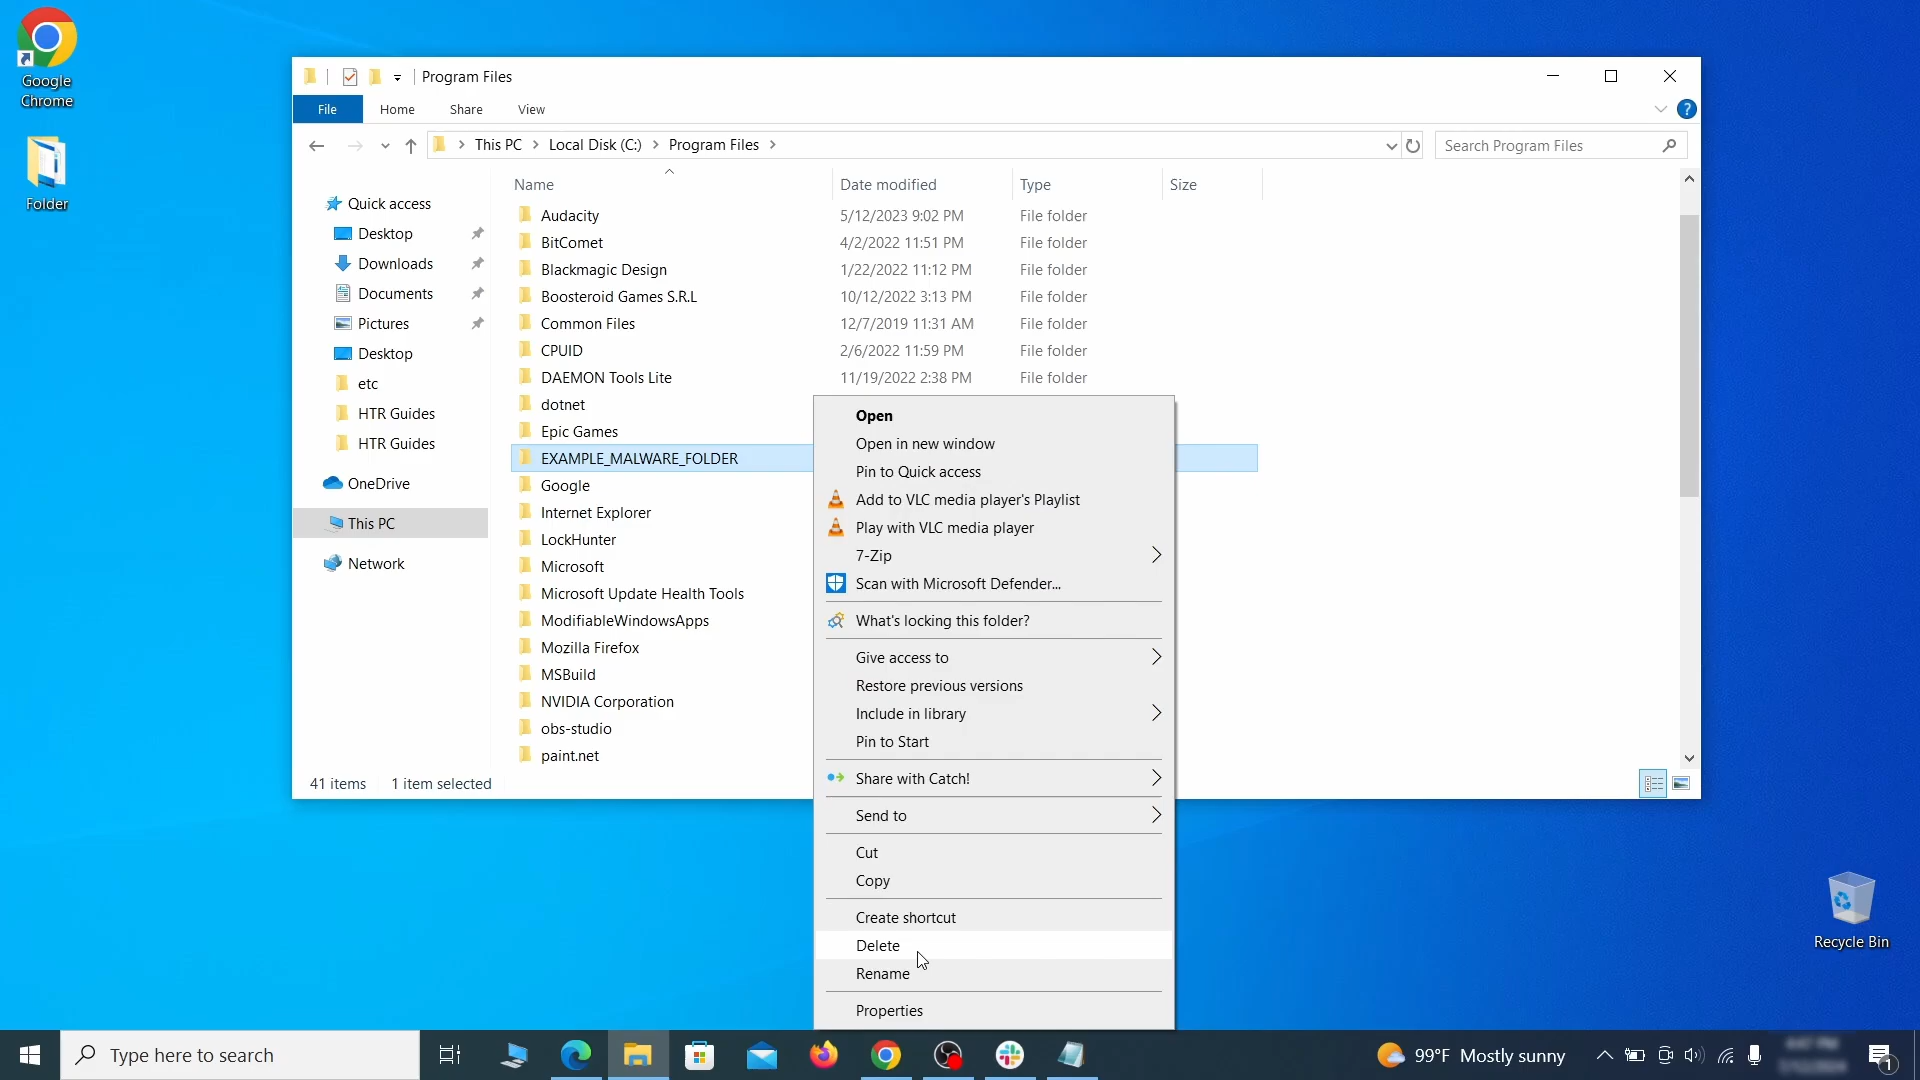 Google
Chrome
Folder
Program Files
File
Home
Share
View
?
This PC
Local Disk (C:)
Program Files
Search Program Files
Quick access
Desktop
Downloads
Documents
Pictures
Desktop
etc
HTR Guides
HTR Guides
OneDrive
This PC
Network
Name
Date modified
Type
Size
Audacity 5/12/2023 9:02 PM File folder
BitComet 4/2/2022 11:51 PM File folder
Blackmagic Design 1/22/2022 11:12 PM File folder
Boosteroid Games S.R.L 10/12/2022 3:13 PM File folder
Common Files 12/7/2019 11:31 AM File folder
CPUID 2/6/2022 11:59 PM File folder
DAEMON Tools Lite 11/19/2022 2:38 PM File folder
dotnet
Epic Games
EXAMPLE_MALWARE_FOLDER
Google
Internet Explorer
LockHunter
Microsoft
Microsoft Update Health Tools
ModifiableWindowsApps
Mozilla Firefox
MSBuild
NVIDIA Corporation
obs-studio
paint.net
41 items
1 item selected
Open
Open in new window
Pin to Quick access
Add to VLC media player's Playlist
Play with VLC media player
7-Zip
Scan with Microsoft Defender...
What's locking this folder?
Give access to
Restore previous versions
Include in library
Pin to Start
Share with Catch!
Send to
Cut
Copy
Create shortcut
Delete
Rename
Properties
Recycle Bin
Type here to search
99°F Mostly sunny
1